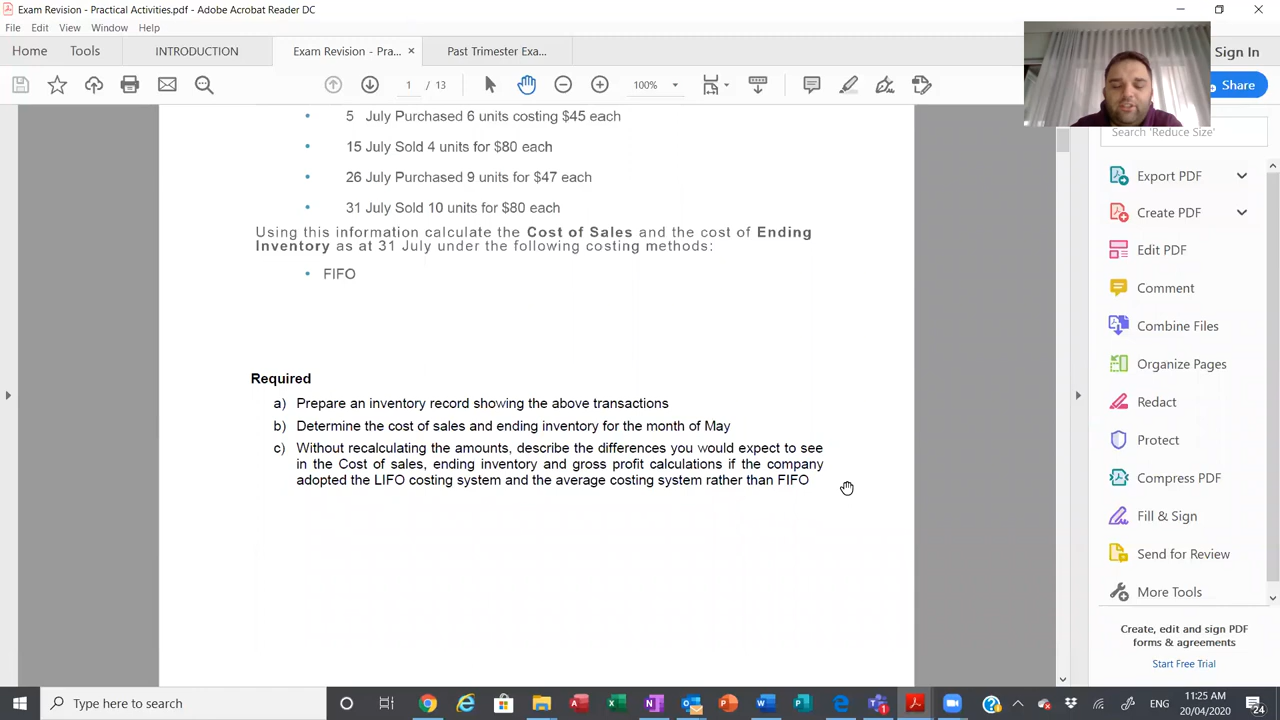 Exam Revision - Practical Activities.pdf - Adobe Acrobat Reader DC
File Edit View Window Help
Home Tools INTRODUCTION Exam Revision - Pra... × Past Trimester Exa... Sign In
1 / 13 100% Share
Search 'Reduce Size'
• 5 July Purchased 6 units costing $45 each
• 15 July Sold 4 units for $80 each
• 26 July Purchased 9 units for $47 each
• 31 July Sold 10 units for $80 each
Using this information calculate the Cost of Sales and the cost of Ending
Inventory as at 31 July under the following costing methods:
• FIFO
Required
a) Prepare an inventory record showing the above transactions
b) Determine the cost of sales and ending inventory for the month of May
c) Without recalculating the amounts, describe the differences you would expect to see
in the Cost of sales, ending inventory and gross profit calculations if the company
adopted the LIFO costing system and the average costing system rather than FIFO
Export PDF
Create PDF
Edit PDF
Comment
Combine Files
Organize Pages
Redact
Protect
Compress PDF
Fill & Sign
Send for Review
More Tools
Create, edit and sign PDF
forms & agreements
Start Free Trial
Type here to search
ENG
11:25 AM
20/04/2020
24